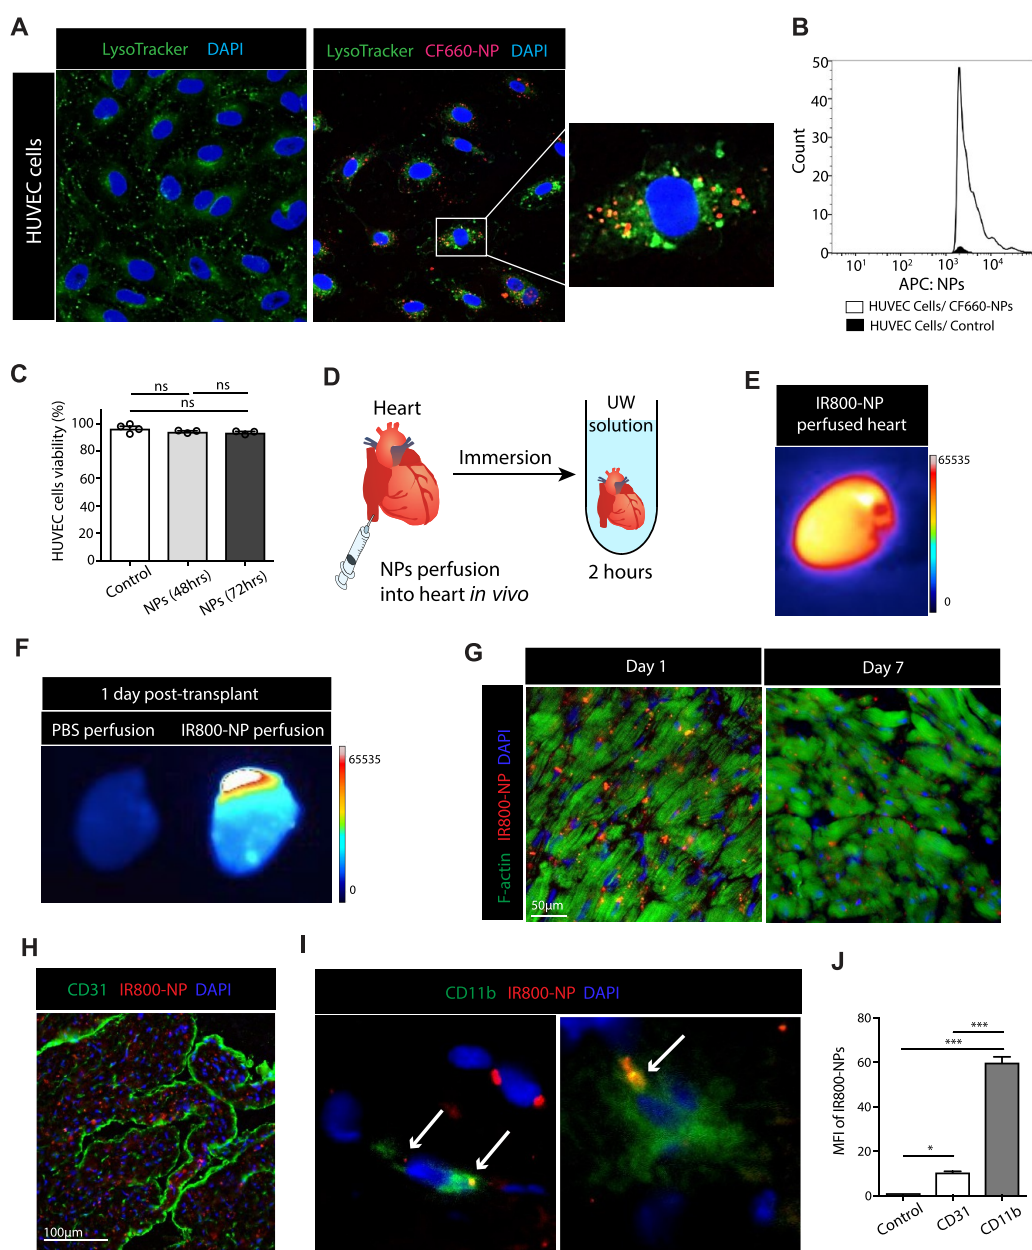 A
LysoTracker DAPI
LysoTracker CF660-NP DAPI
HUVEC cells
B
50
40
30
20
10
0
Count
10¹ 10² 10³ 10⁴
APC: NPs
HUVEC Cells/ CF660-NPs
HUVEC Cells/ Control
C
ns ns
ns
HUVEC cells viability (%)
100
80
60
40
20
0
Control
NPs (48hrs)
NPs (72hrs)
D
Heart
Immersion
UW
solution
NPs perfusion
into heart in vivo
2 hours
E
IR800-NP
perfused heart
65535
0
F
1 day post-transplant
PBS perfusion IR800-NP perfusion
65535
0
G
Day 1 Day 7
F-actin IR800-NP DAPI
50µm
H
CD31 IR800-NP DAPI
100µm
I
CD11b IR800-NP DAPI
J
MFI of IR800-NPs
80
60
40
20
0
***
***
*
Control
CD31
CD11b